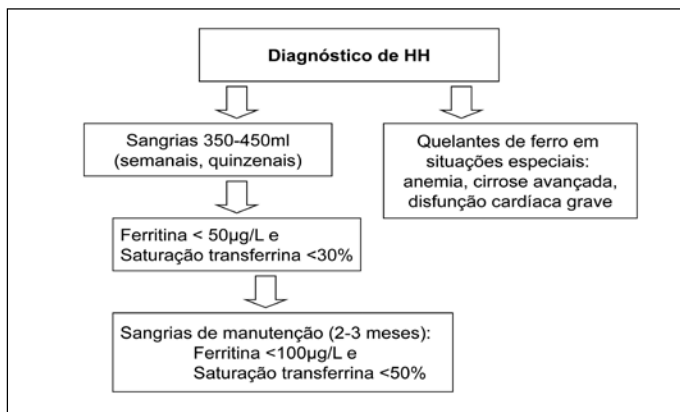 Diagnóstico de HH
Sangrias 350-450ml
(semanais, quinzenais)
Quelantes de ferro em
situações especiais:
anemia, cirrose avançada,
disfunção cardíaca grave
Ferritina < 50µg/L e
Saturação transferrina <30%
Sangrias de manutenção (2-3 meses):
Ferritina <100µg/L e
Saturação transferrina <50%